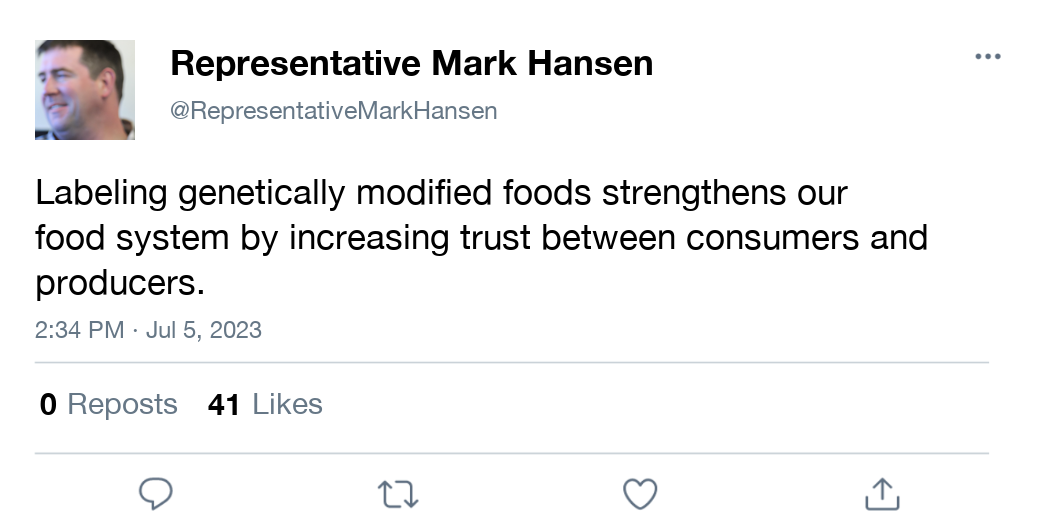 Representative Mark Hansen
@RepresentativeMarkHansen
Labeling genetically modified foods strengthens our
food system by increasing trust between consumers and
producers.
2:34 PM · Jul 5, 2023
0 Reposts 41 Likes